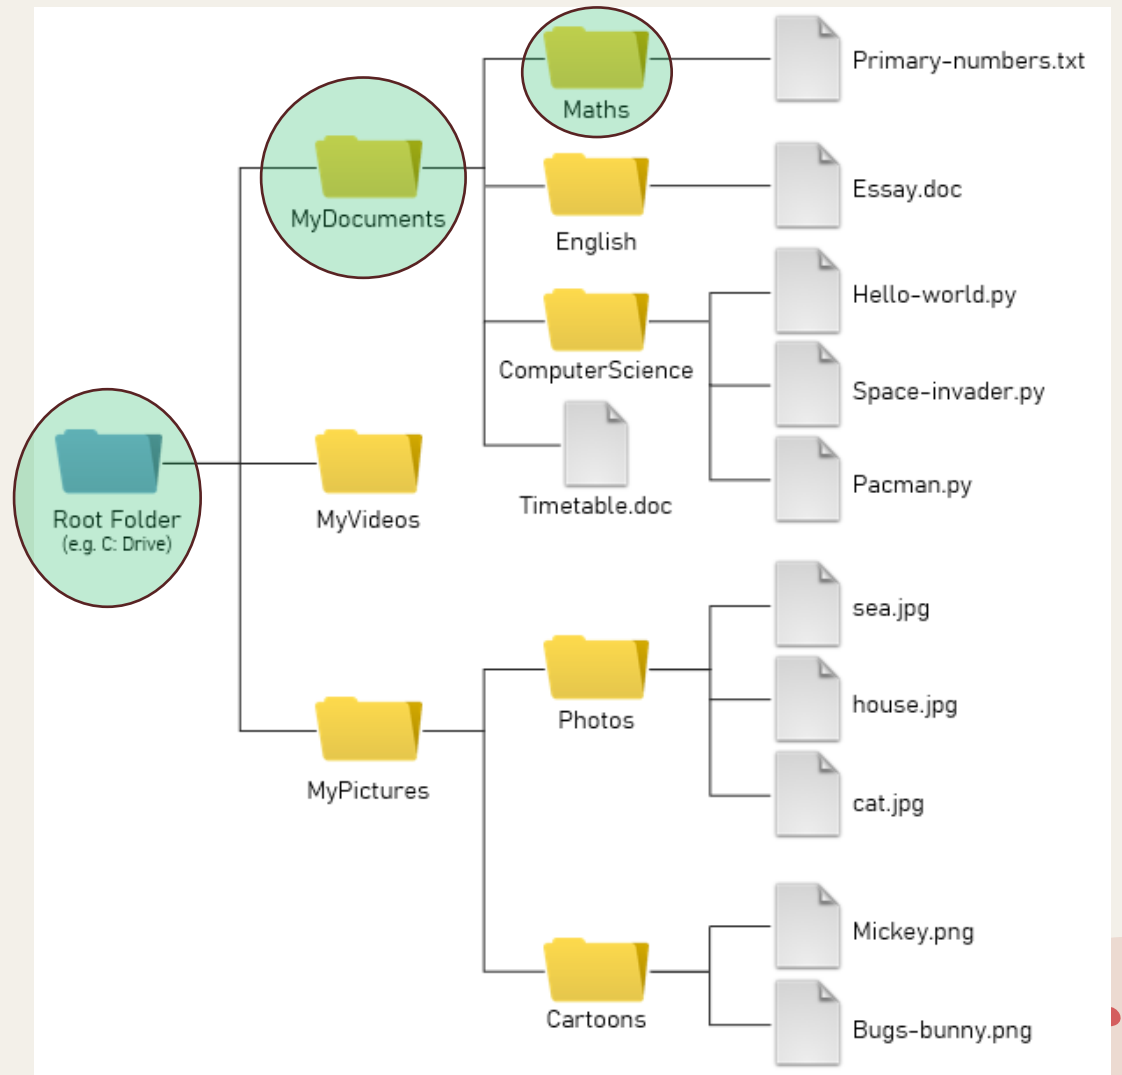 Maths
Primary-numbers.txt
MyDocuments
English
Essay.doc
ComputerScience
Hello-world.py
Space-invader.py
Pacman.py
Timetable.doc
Root Folder
(e.g. C: Drive)
MyVideos
MyPictures
Photos
sea.jpg
house.jpg
cat.jpg
Cartoons
Mickey.png
Bugs-bunny.png